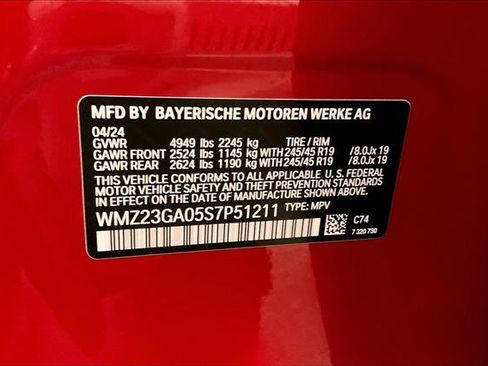 MFD BY BAYERISCHE MOTOREN WERKE AG
04/24
GVWR 4949 lbs 2245 kg TIRE / RIM
GAWR FRONT 2524 lbs 1145 kg WITH 245/45 R19 /8.0Jx 19
GAWR REAR 2624 lbs 1190 kg WITH 245/45 R19 /8.0Jx 19
THIS VEHICLE CONFORMS TO ALL APPLICABLE U. S. FEDERAL
MOTOR VEHICLE SAFETY AND THEFT PREVENTION STANDARDS
IN EFFECT ON THE DATE OF MANUFACTURE SHOWN ABOVE.
WMZ23GA05S7P51211 TYPE: MPV
C74
7 320 730